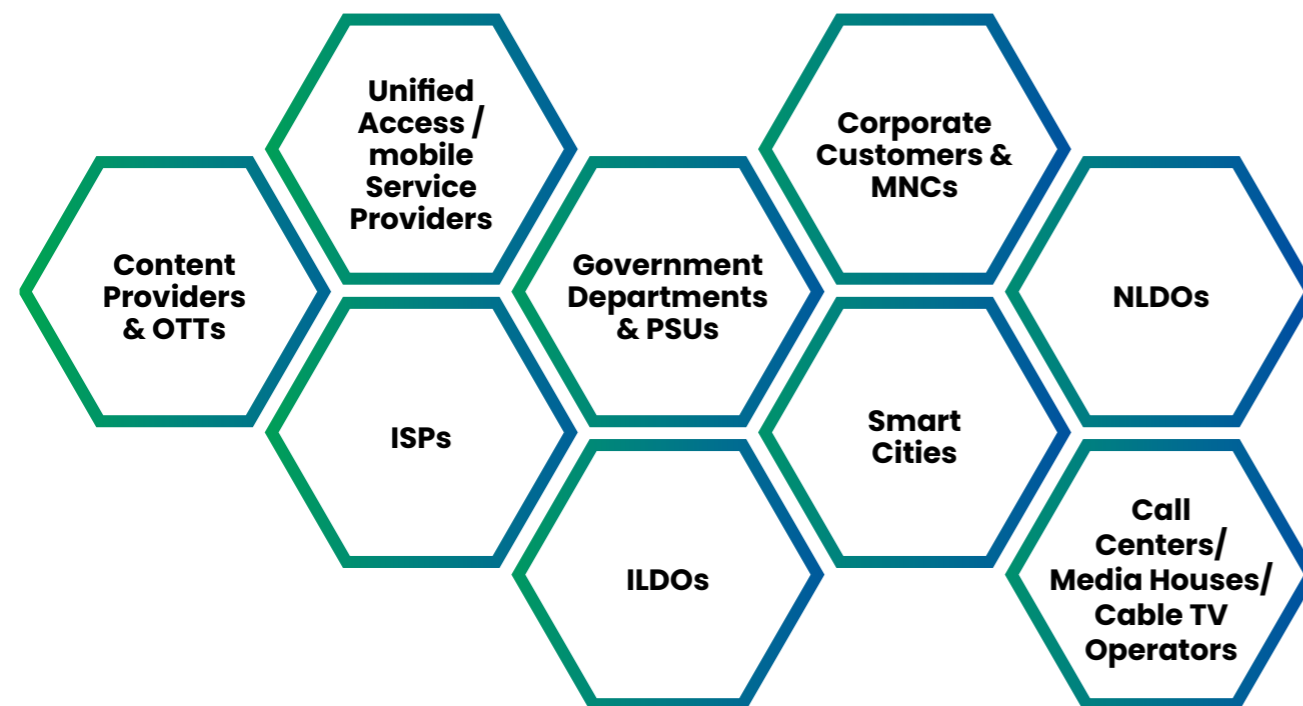 Unified
Access /
mobile
Service
Providers
Corporate
Customers &
MNCs
Content
Providers
& OTTs
Government
Departments
& PSUs
NLDOs
ISPs
Smart
Cities
ILDOs
Call
Centers/
Media Houses/
Cable TV
Operators